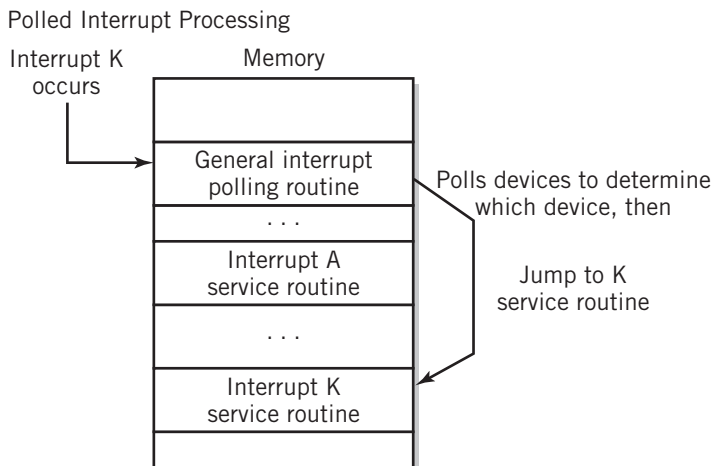 Polled Interrupt Processing
Interrupt K
occurs
Memory
General interrupt
polling routine
Polls devices to determine
which device, then
. . .
Interrupt A
service routine
Jump to K
service routine
. . .
Interrupt K
service routine